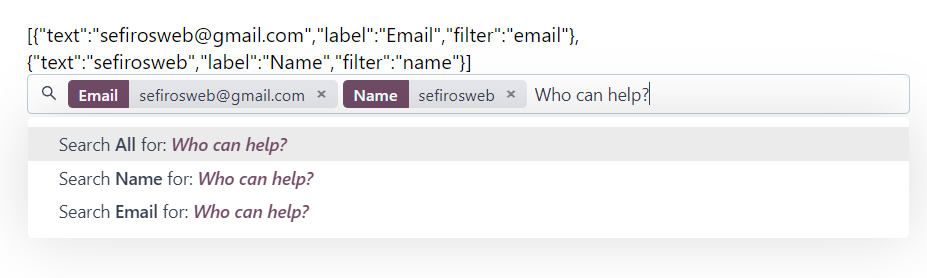 [{"text":"sefirosweb@gmail.com","label":"Email","filter":"email"},
{"text":"sefirosweb","label":"Name","filter":"name"}]
Email sefirosweb@gmail.com × Name sefirosweb × Who can help?
Search All for: Who can help?
Search Name for: Who can help?
Search Email for: Who can help?